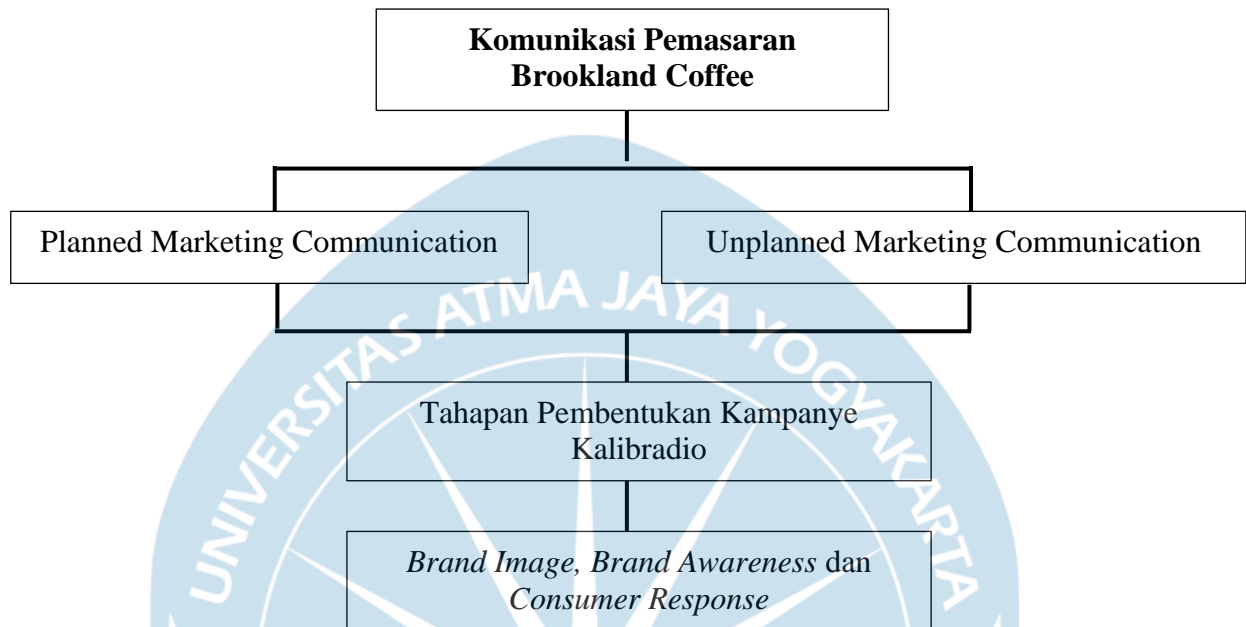 Komunikasi Pemasaran
Brookland Coffee
Planned Marketing Communication
Unplanned Marketing Communication
UNIVERSITAS ATMA JAYA YOGYAKARTA
Tahapan Pembentukan Kampanye
Kalibradio
Brand Image, Brand Awareness dan
Consumer Response